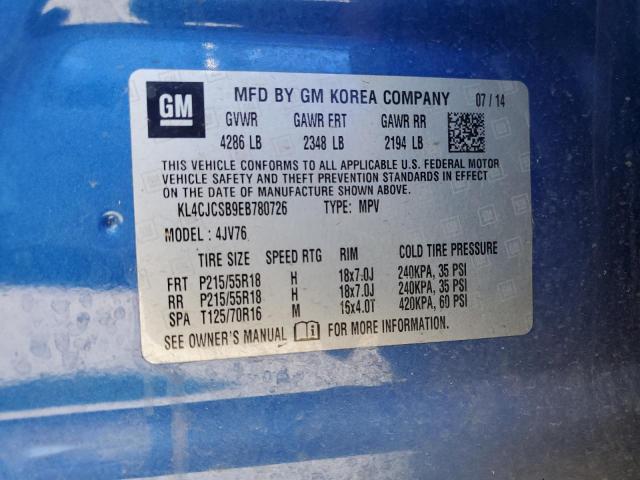 GM
MFD BY GM KOREA COMPANY 07/14
GVWR GAWR FRT GAWR RR
4286 LB 2348 LB 2194 LB
THIS VEHICLE CONFORMS TO ALL APPLICABLE U.S. FEDERAL MOTOR
VEHICLE SAFETY AND THEFT PREVENTION STANDARDS IN EFFECT ON THE
DATE OF MANUFACTURE SHOWN ABOVE.
KL4CJCSB9EB780726 TYPE: MPV
MODEL: 4JV76
TIRE SIZE SPEED RTG RIM COLD TIRE PRESSURE
FRT P215/55R18 H 18x7.0J 240KPA, 35 PSI
RR P215/55R18 H 18x7.0J 240KPA, 35 PSI
SPA T125/70R16 M 15x4.0T 420KPA, 60 PSI
SEE OWNER'S MANUAL FOR MORE INFORMATION.